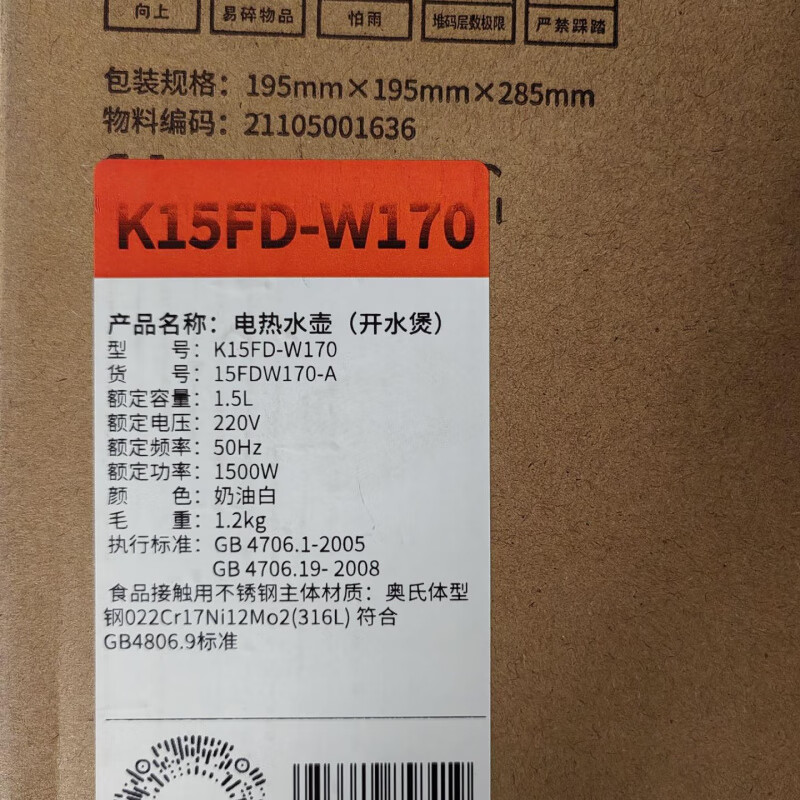 向上
易碎物品
怕雨
堆码层数极限
严禁踩踏
包装规格：195mm×195mm×285mm
物料编码：21105001636
K15FD-W170
产品名称：电热水壶（开水煲）
型 号：K15FD-W170
货 号：15FDW170-A
额定容量：1.5L
额定电压：220V
额定频率：50Hz
额定功率：1500W
颜 色：奶油白
毛 重：1.2kg
执行标准：GB 4706.1-2005
GB 4706.19- 2008
食品接触用不锈钢主体材质：奥氏体型
钢022Cr17Ni12Mo2(316L) 符合
GB4806.9标准